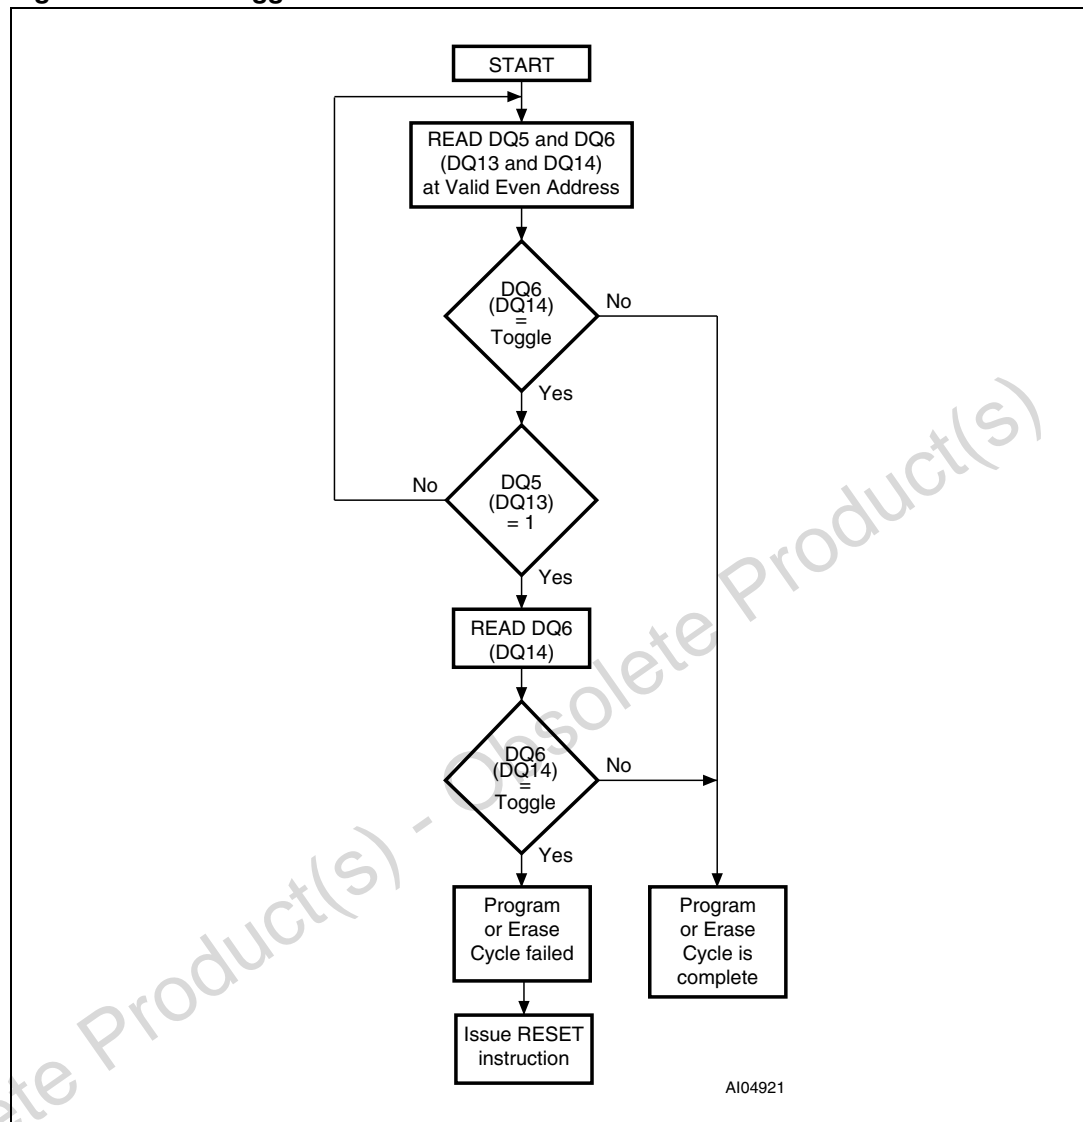 START
READ DQ5 and DQ6
(DQ13 and DQ14)
at Valid Even Address
DQ6
(DQ14)
=
Toggle
No
Yes
DQ5
(DQ13)
= 1
No
Yes
READ DQ6
(DQ14)
DQ6
(DQ14)
=
Toggle
No
Yes
Program
or Erase
Cycle failed
Program
or Erase
Cycle is
complete
Issue RESET
instruction
AI04921
Product(s) - Obsolete Product(s)